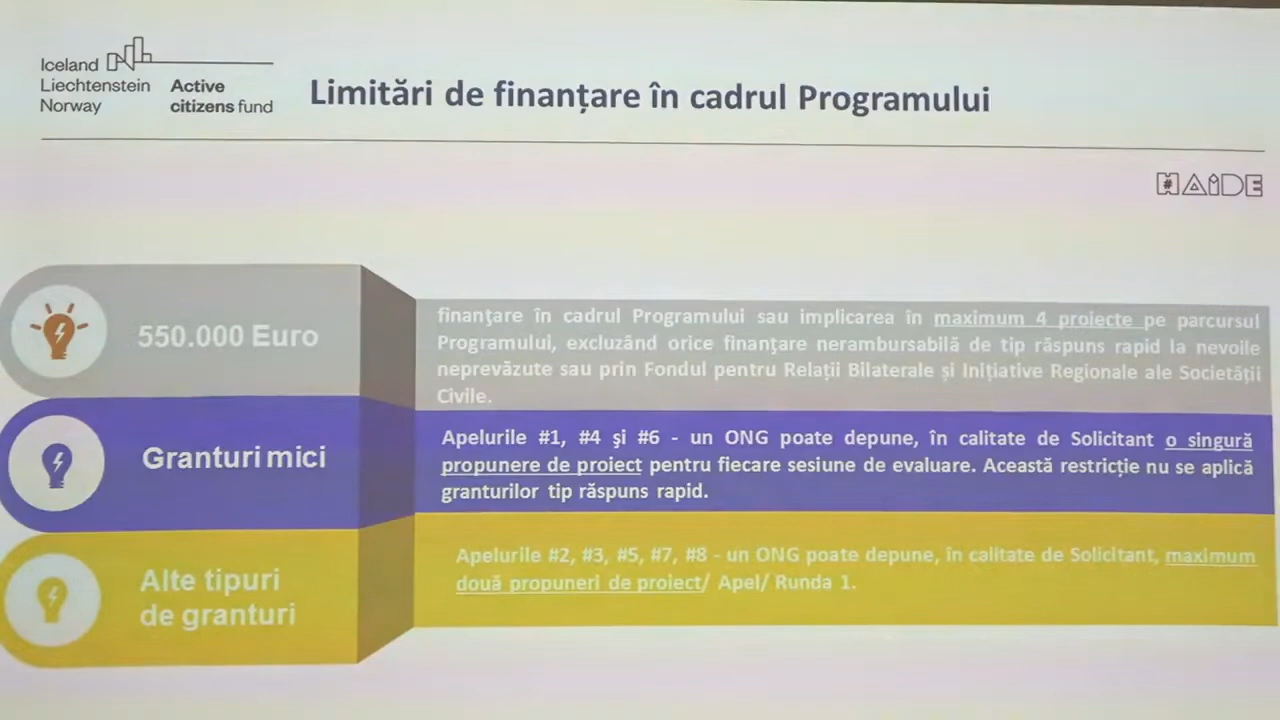 Iceland
Liechtenstein Active
Norway citizens fund
Limitări de finanțare în cadrul Programului
#HAIDE
550.000 Euro
finanțare în cadrul Programului sau implicarea în maximum 4 proiecte pe parcursul
Programului, excluzând orice finanțare nerambursabilă de tip răspuns rapid la nevoile
neprevăzute sau prin Fondul pentru Relații Bilaterale și Inițiative Regionale ale Societății
Civile.
Granturi mici
Apelurile #1, #4 şi #6 - un ONG poate depune, în calitate de Solicitant o singură
propunere de proiect pentru fiecare sesiune de evaluare. Această restricție nu se aplică
granturilor tip răspuns rapid.
Alte tipuri
de granturi
Apelurile #2, #3, #5, #7, #8 - un ONG poate depune, în calitate de Solicitant, maximum
două propuneri de proiect/ Apel/ Runda 1.